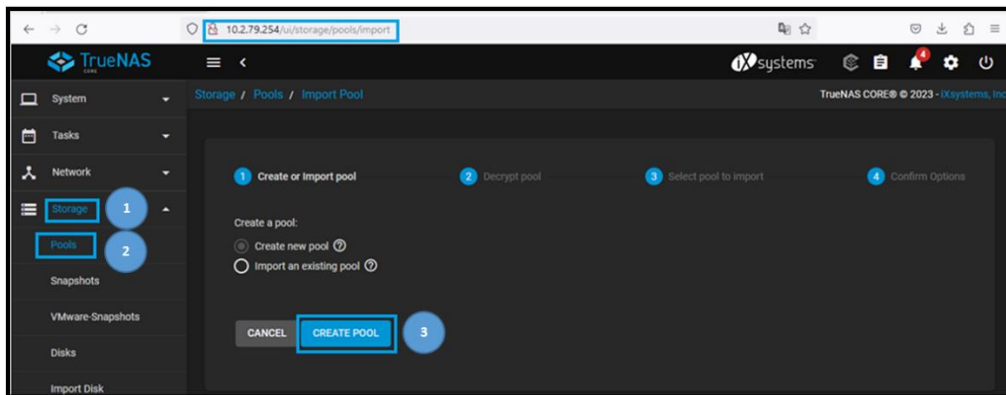 10.2.79.254/ui/storage/pools/import
TrueNAS
CORE
iXsystems
4
System
Storage / Pools / Import Pool
TrueNAS CORE® © 2023 - iXsystems, Inc
Tasks
Network
1 Create or Import pool
2 Decrypt pool
3 Select pool to import
4 Confirm Options
Storage
1
Create a pool:
Pools
2
Create new pool
Import an existing pool
Snapshots
VMware-Snapshots
CANCEL
CREATE POOL
3
Disks
Import Disk